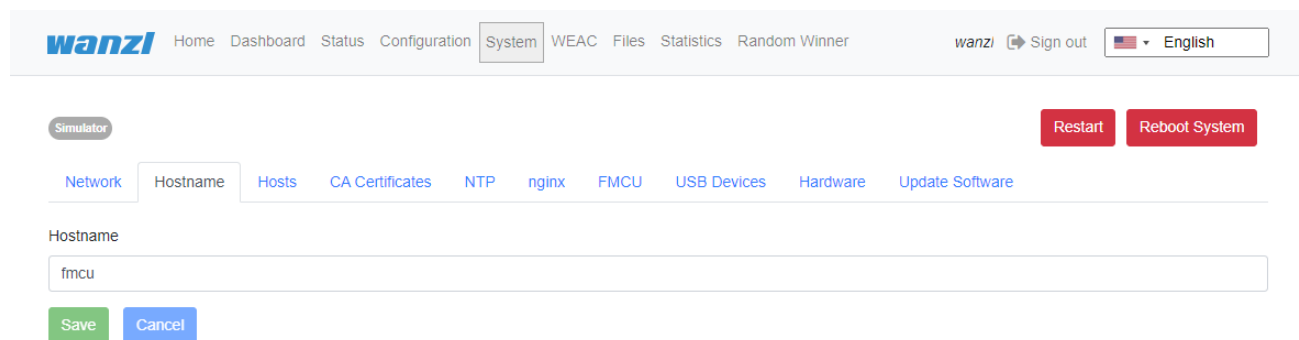 wanzl Home Dashboard Status Configuration System WEAC Files Statistics Random Winner wanzl Sign out English
Simulator Restart Reboot System
Network Hostname Hosts CA Certificates NTP nginx FMCU USB Devices Hardware Update Software
Hostname
fmcu
Save Cancel